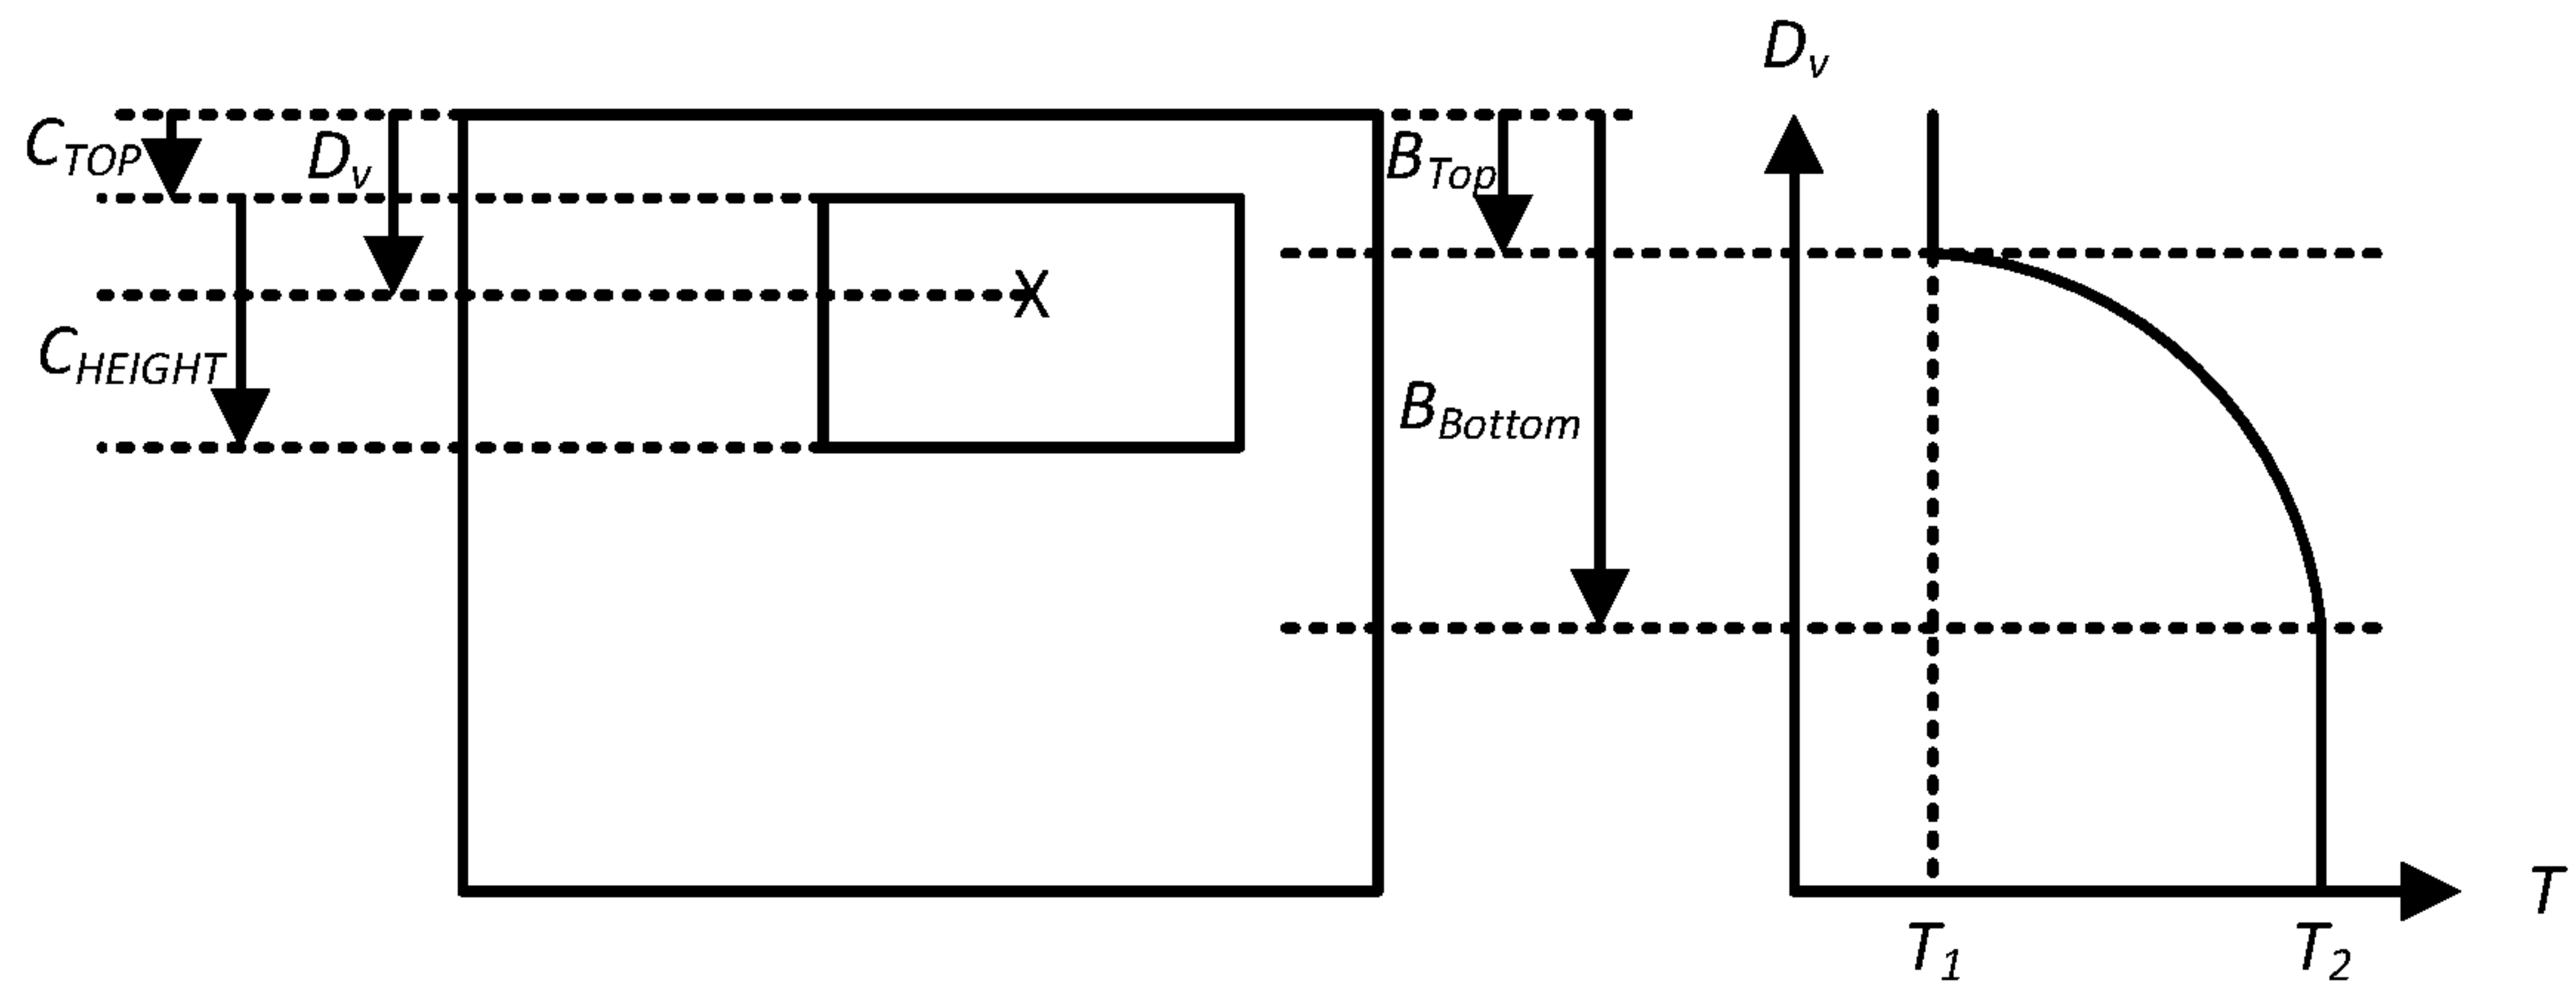 D_v
C_TOP
D_v
B_Top
X
C_HEIGHT
B_Bottom
T
T_1
T_2